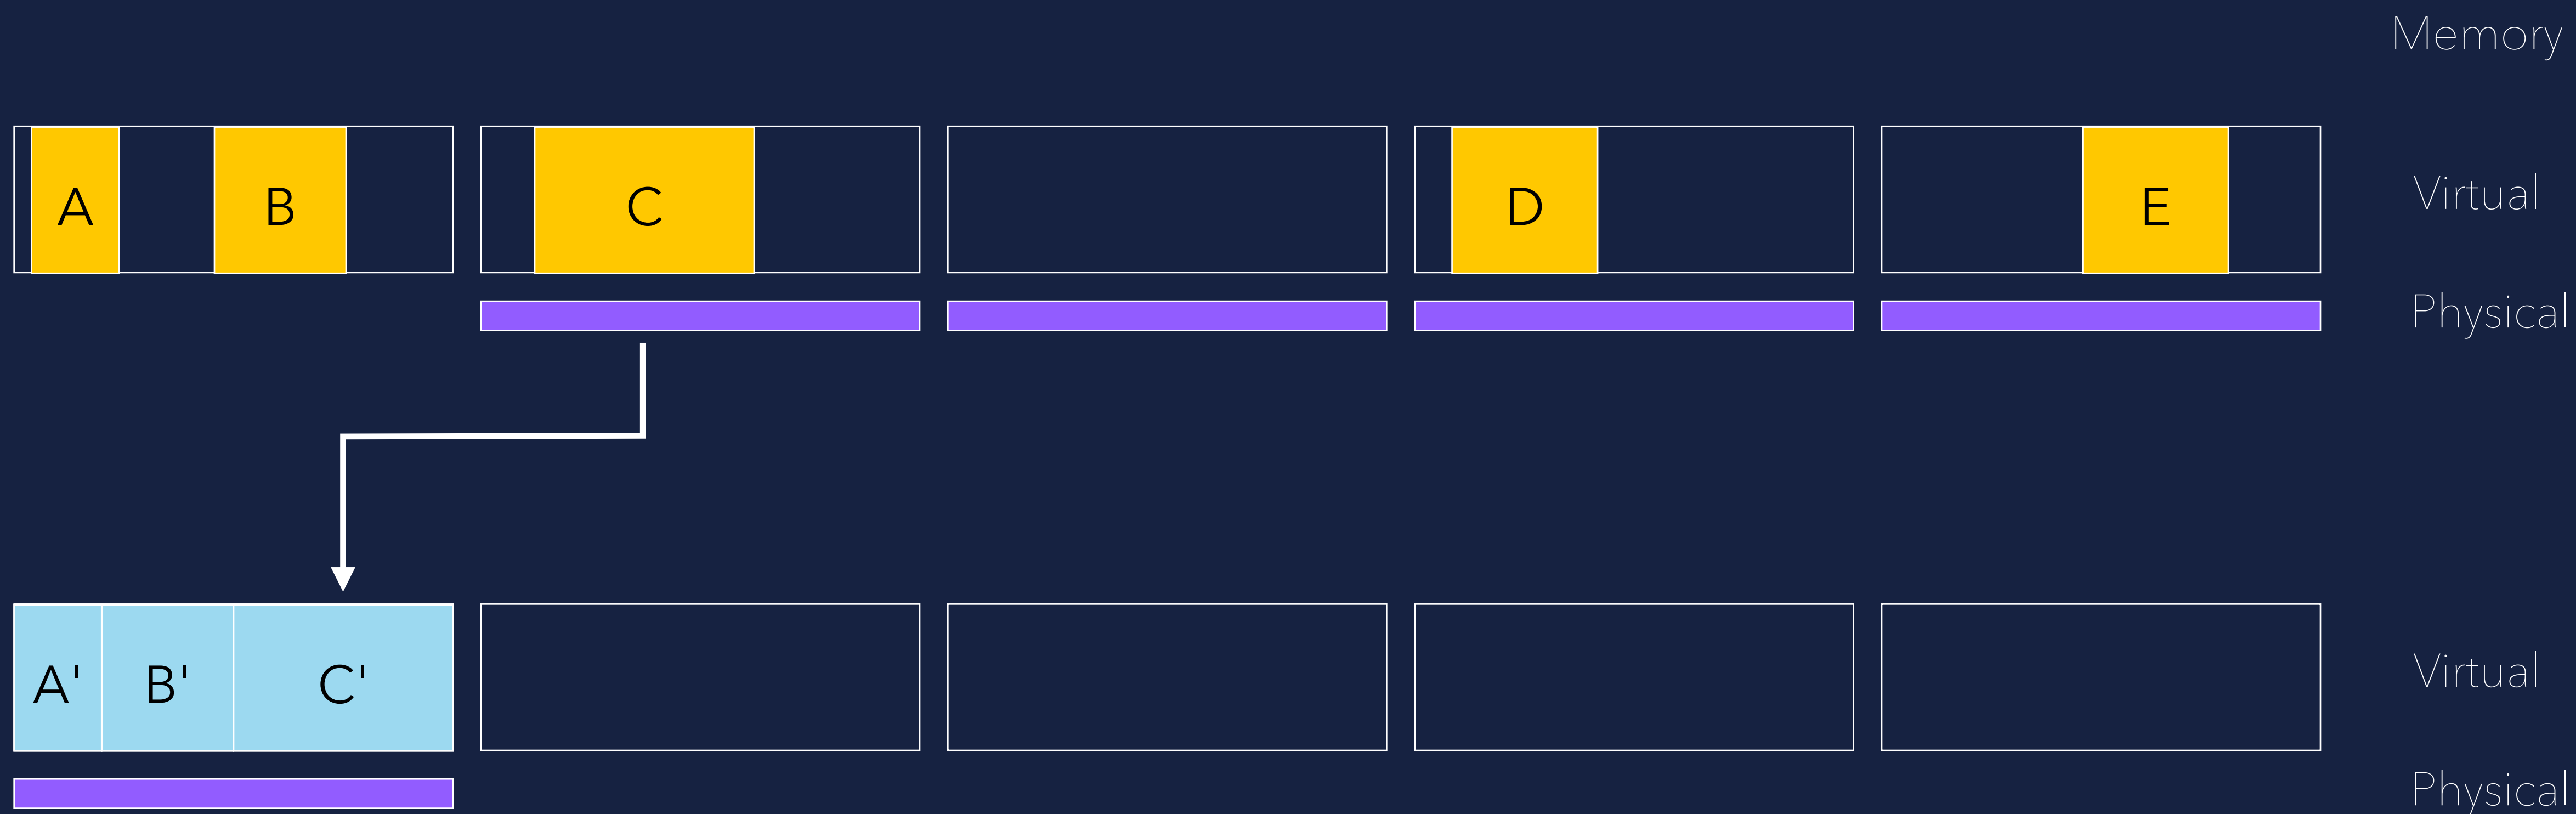 Memory
A B C D E Virtual
Physical
A' B' C' Virtual
Physical